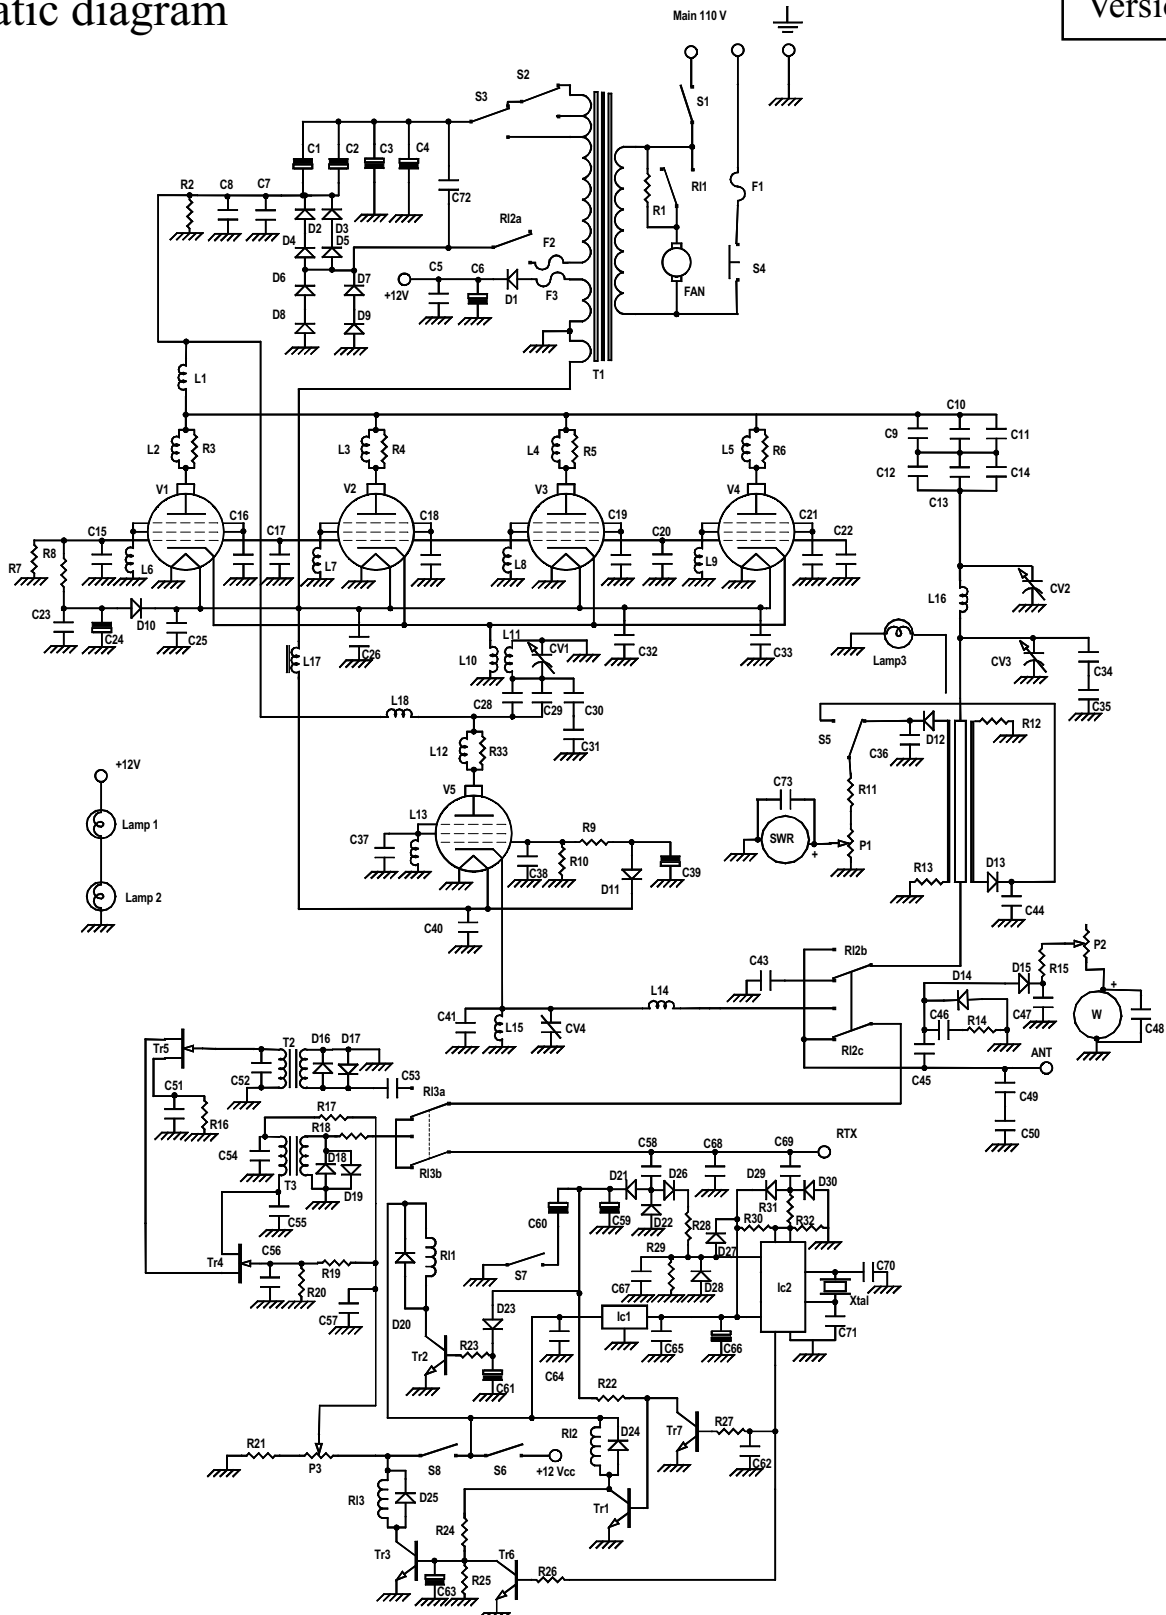 atic diagram
Versio
Main 110 V
S2
S3
S1
C1 C2 C3 C4
R2 C8 C7
C72
R1 Rl1 F1
D2 D3
D4 D5
Rl2a
F2
S4
D6 D7
C5 C6
+12V D1 F3
FAN
D8 D9
T1
L1
C10
C9 C11
L2 R3 L3 R4 L4 R5 L5 R6
C12 C14
C13
V1 V2 V3 V4
C15 C16 C17 C18 C19 C20 C21 C22
R7 R8 L6 L7 L8 L9
C23 C24 D10 C25 C26
L16 CV2
L17 L10 L11 CV1 C32 C33
Lamp3 CV3 C34
C35
L18 C28 C29 C30
C31
S5 C36 D12 R12
L12 R33
+12V
V5
C73 R11
Lamp 1
L13
C37 R9
SWR P1
+
C38 R10 D11 C39
R13 D13
Lamp 2
C44
C40
Rl2b
P2
C43
D14 D15 R15
+
L14
C46 R14 C47 W C48
C41 L15 CV4
Rl2c
Tr5 T2 D16 D17
ANT
C45
C52 C53
C51 R16
Rl3a
C49
R17
R18
C50
RTX
C54 D18
T3 D19
Rl3b
C58 C68 C69
D21 D26 D29 D30
C55
C60 C59 D22 R28 R30 R31 R32
Tr4 C56 R19
R20
Rl1
S7
R29 D27
C67 D28
Ic2
C70
Xtal
C57
D20 D23
Ic1
C71
Tr2 R23
C64 C65 C66
C61
R22
R21
P3
S8 S6
+12 Vcc
Rl2 D24
Tr7 R27
C62
Rl3 D25
Tr1
R24
Tr3 Tr6
C63 R25
R26